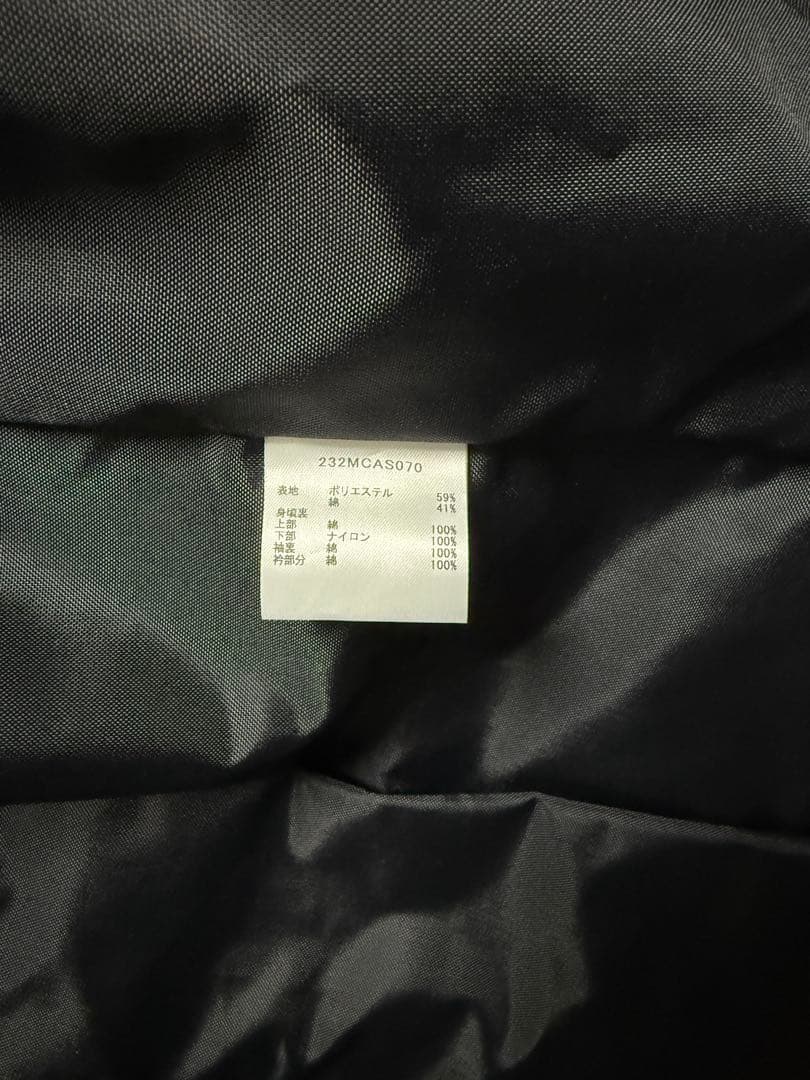 232MCAS070
表地 ポリエステル 59%
綿 41%
身頃裏
上部 綿 100%
下部 ナイロン 100%
袖裏 綿 100%
衿部分 綿 100%